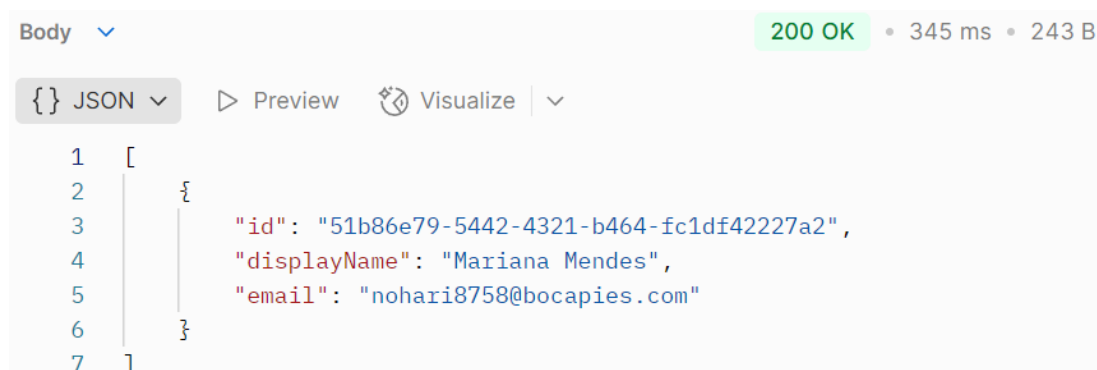 Body
200 OK • 345 ms • 243 B
{} JSON
Preview
Visualize
1 [
2 {
3 "id": "51b86e79-5442-4321-b464-fc1df42227a2",
4 "displayName": "Mariana Mendes",
5 "email": "nohari8758@bocapies.com"
6 }
7 ]